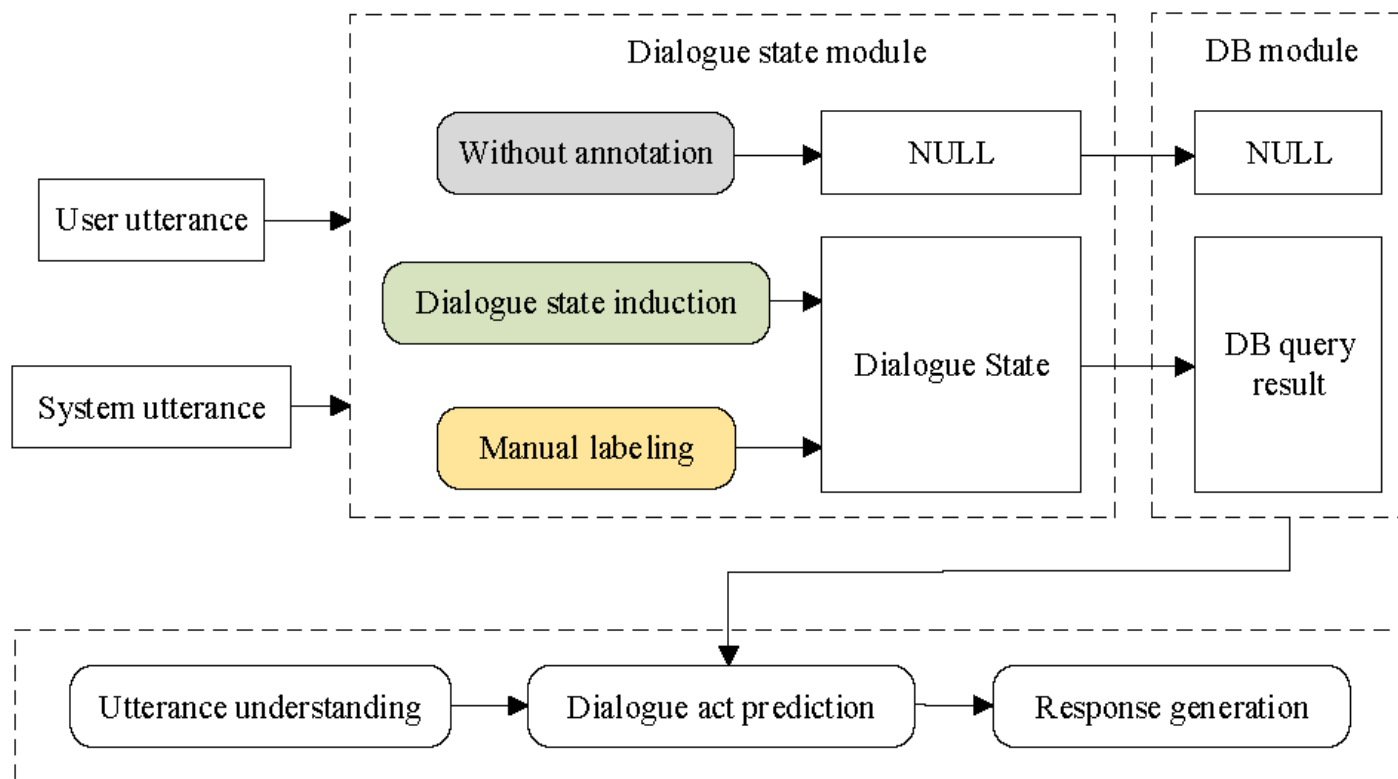 Dialogue state module
DB module
Without annotation
NULL
NULL
User utterance
Dialogue state induction
Dialogue State
DB query
result
System utterance
Manual labeling
Utterance understanding
Dialogue act prediction
Response generation